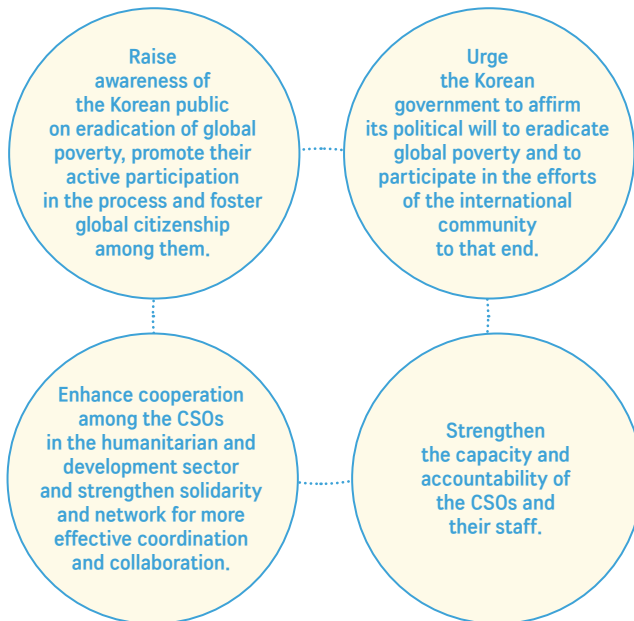 Raise
awareness of
the Korean public
on eradication of global
poverty, promote their
active participation
in the process and foster
global citizenship
among them.
Urge
the Korean
government to affirm
its political will to eradicate
global poverty and to
participate in the efforts
of the international
community
to that end.
Enhance cooperation
among the CSOs
in the humanitarian and
development sector
and strengthen solidarity
and network for more
effective coordination
and collaboration.
Strengthen
the capacity and
accountability of
the CSOs and
their staff.